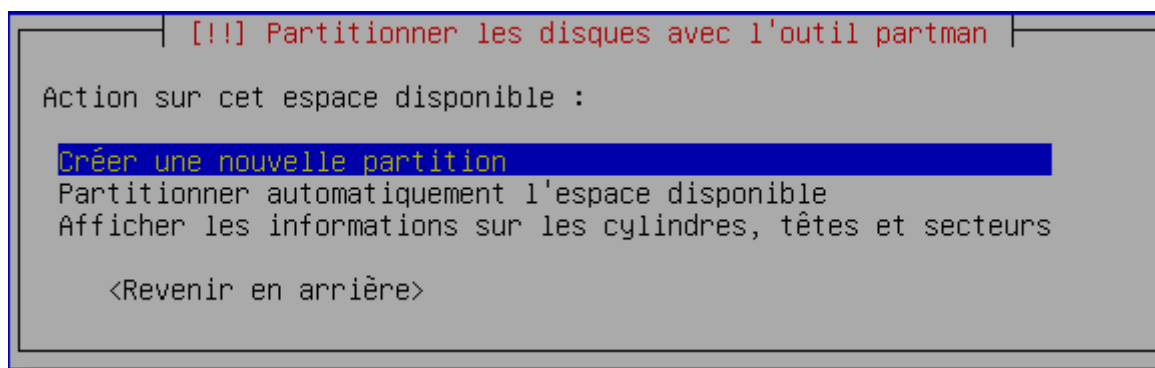 [!!] Partitionner les disques avec l'outil partman
Action sur cet espace disponible :
Créer une nouvelle partition
Partitionner automatiquement l'espace disponible
Afficher les informations sur les cylindres, têtes et secteurs
<Revenir en arrière>